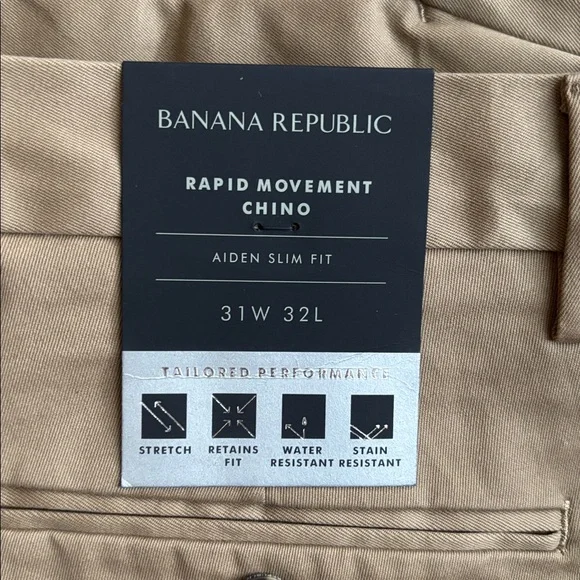 BANANA REPUBLIC
RAPID MOVEMENT
CHINO
AIDEN SLIM FIT
31W 32L
TAILORED PERFORMANCE
STRETCH
RETAINS
FIT
WATER
RESISTANT
STAIN
RESISTANT